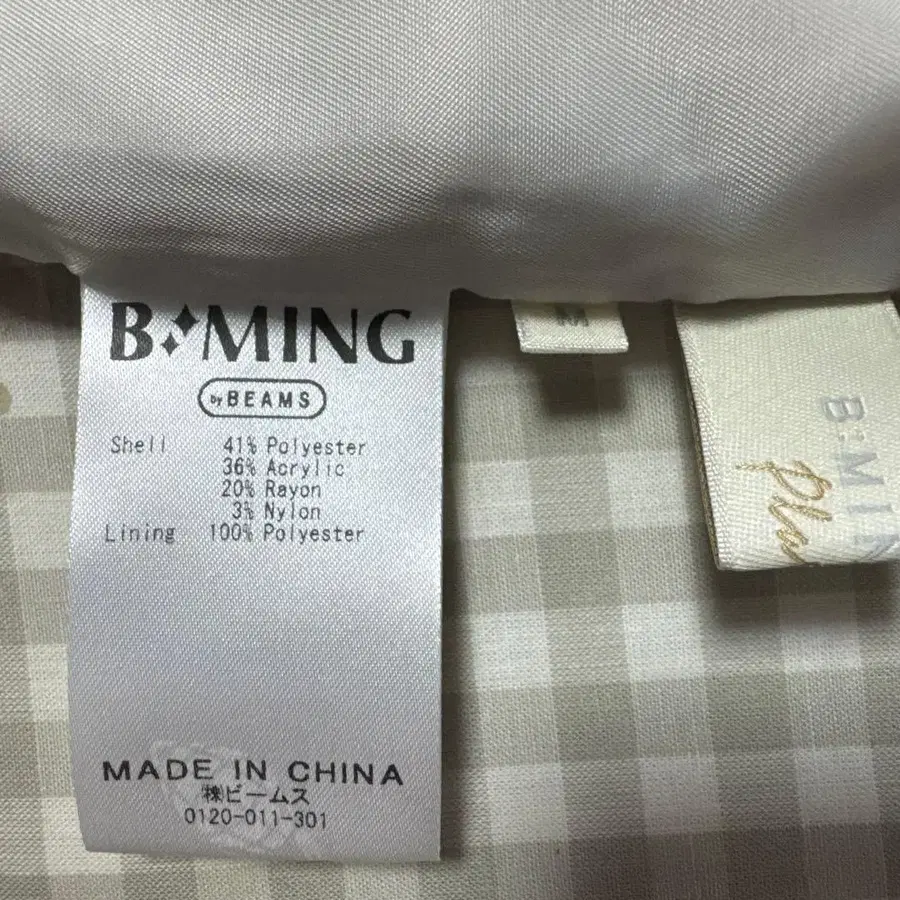 B:MING
by BEAMS
Shell 41% Polyester
36% Acrylic
20% Rayon
3% Nylon
Lining 100% Polyester
MADE IN CHINA
㈱ビームス
0120-011-301
M